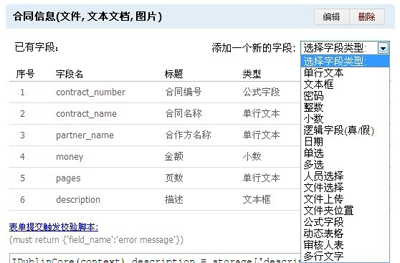 合同信息(文件, 文本文档, 图片)
编辑 删除
已有字段:
添加一个新的字段: 选择字段类型:
序号 字段名 标题 类型
1 contract_number 合同编号 公式字段
2 contract_name 合同名称 单行文本
3 partner_name 合作方名称 单行文本
4 money 金额 小数
5 pages 页数 单行文本
6 description 描述 文本框
选择字段类型:
单行文本
文本框
密码
整数
小数
逻辑字段(真/假)
日期
单选
多选
人员选择
文件选择
文件上传
文件夹位置
公式字段
动态表格
审核人表
多行文字
表单提交触发校验脚本:
(must return {'field_name':'error message'})
IDublinCore(context).description = storage['descri